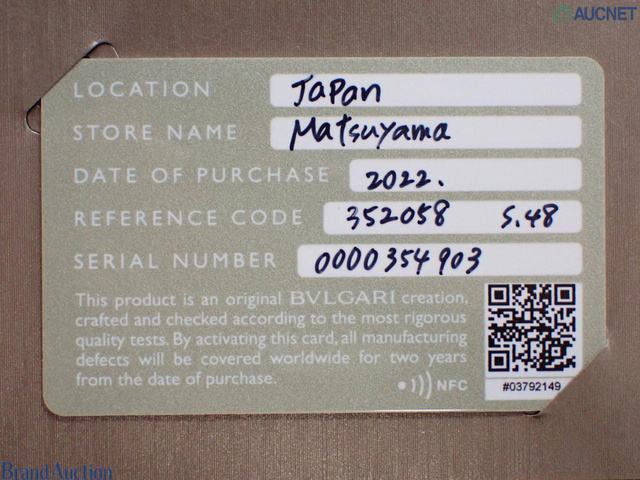 AUCNET
LOCATION Japan
STORE NAME Matsuyama
DATE OF PURCHASE 2022.
REFERENCE CODE 352058 S.48
SERIAL NUMBER 0000354903
This product is an original BVLGARI creation,
crafted and checked according to the most rigorous
quality tests. By activating this card, all manufacturing
defects will be covered worldwide for two years
from the date of purchase.
NFC
#03792149
BrandAuction